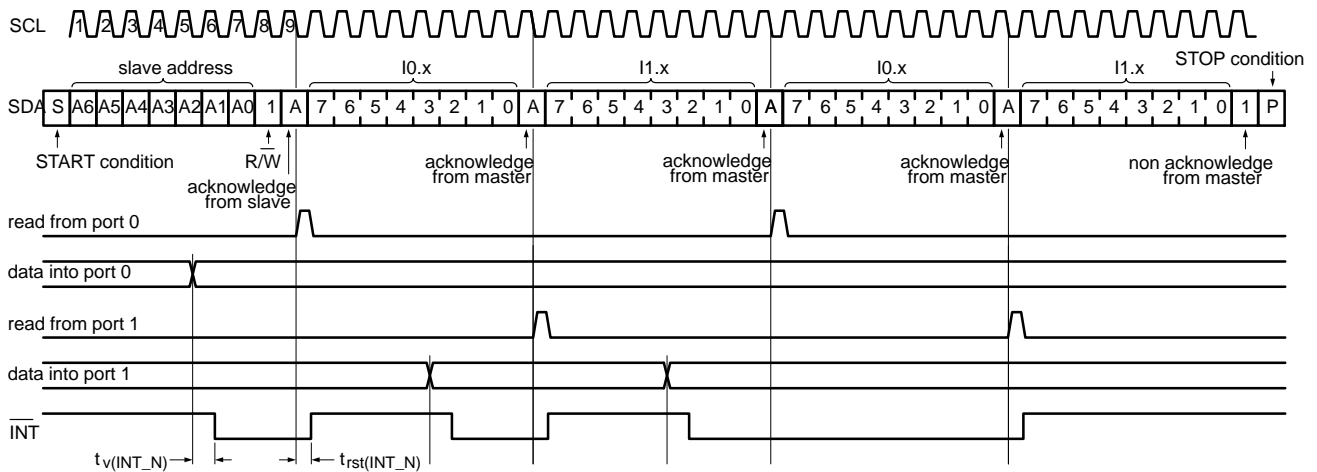 SCL 1 2 3 4 5 6 7 8 9
slave address I0.x I1.x I0.x I1.x STOP condition
SDA S A6 A5 A4 A3 A2 A1 A0 1 A 7 6 5 4 3 2 1 0 A 7 6 5 4 3 2 1 0 A 7 6 5 4 3 2 1 0 A 7 6 5 4 3 2 1 0 1 P
START condition
R/W
acknowledge
from slave
acknowledge
from master
acknowledge
from master
acknowledge
from master
non acknowledge
from master
read from port 0
data into port 0
read from port 1
data into port 1
INT
tv(INT_N) trst(INT_N)